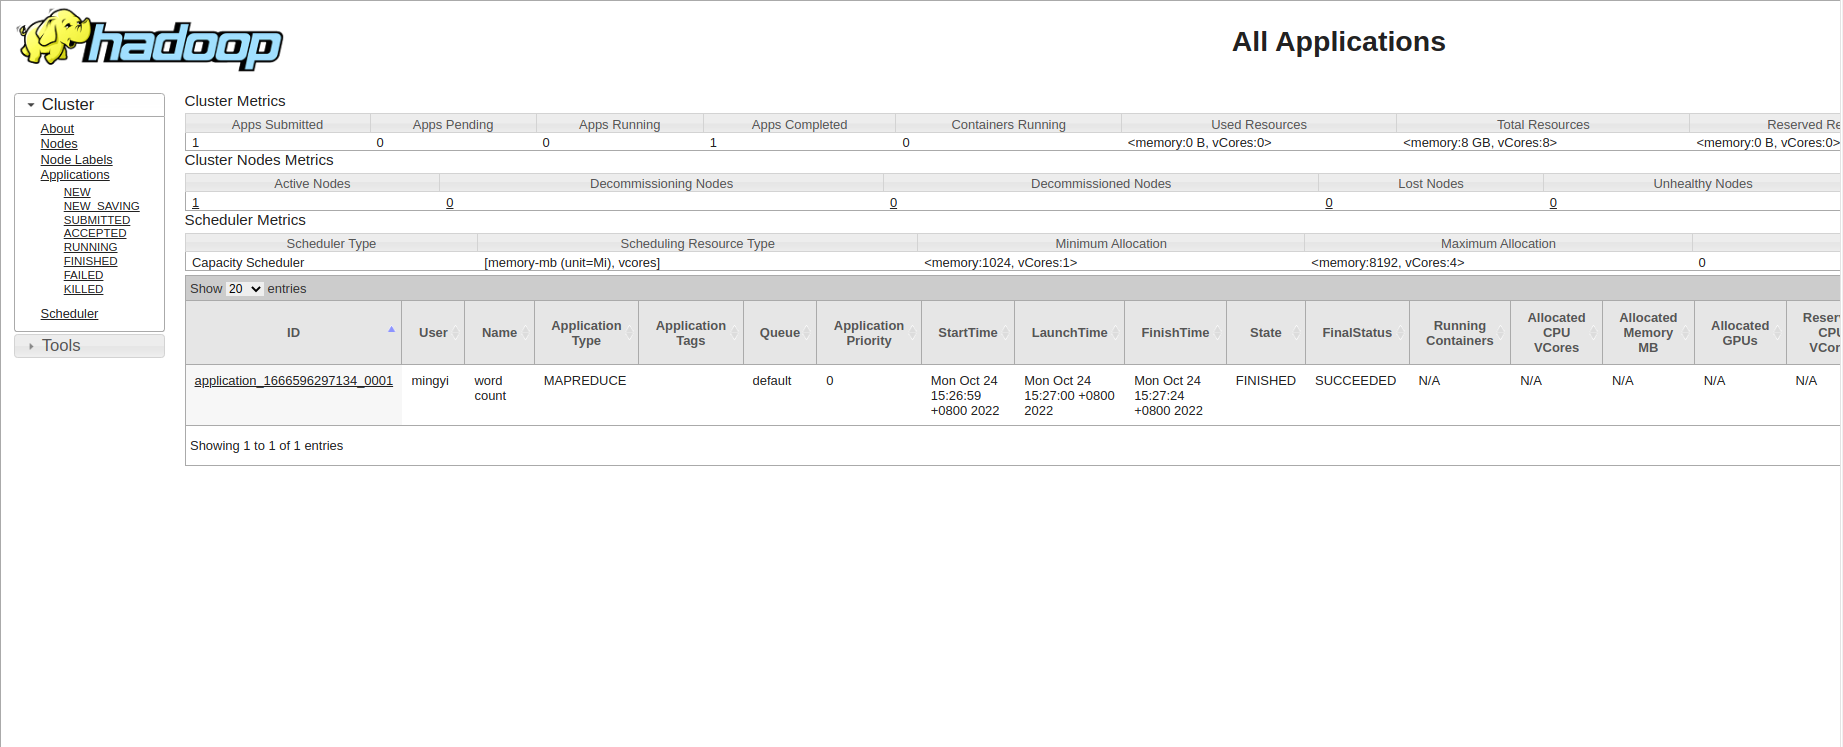 hadoop
All Applications
Cluster
About
Nodes
Node Labels
Applications
NEW
NEW_SAVING
SUBMITTED
ACCEPTED
RUNNING
FINISHED
FAILED
KILLED
Scheduler
Tools
Cluster Metrics
Apps Submitted Apps Pending Apps Running Apps Completed Containers Running Used Resources Total Resources Reserved Re
1 0 0 1 0 <memory:0 B, vCores:0> <memory:8 GB, vCores:8> <memory:0 B, vCores:0>
Cluster Nodes Metrics
Active Nodes Decommissioning Nodes Decommissioned Nodes Lost Nodes Unhealthy Nodes
1 0 0 0 0
Scheduler Metrics
Scheduler Type Scheduling Resource Type Minimum Allocation Maximum Allocation
Capacity Scheduler [memory-mb (unit=Mi), vcores] <memory:1024, vCores:1> <memory:8192, vCores:4> 0
Show 20 entries
ID User Name Application Type Application Tags Queue Application Priority StartTime LaunchTime FinishTime State FinalStatus Running Containers Allocated CPU VCores Allocated Memory MB Allocated GPUs Reser CPU VCor
application_1666596297134_0001 mingyi word count MAPREDUCE default 0 Mon Oct 24 15:26:59 +0800 2022 Mon Oct 24 15:27:00 +0800 2022 Mon Oct 24 15:27:24 +0800 2022 FINISHED SUCCEEDED N/A N/A N/A N/A N/A
Showing 1 to 1 of 1 entries